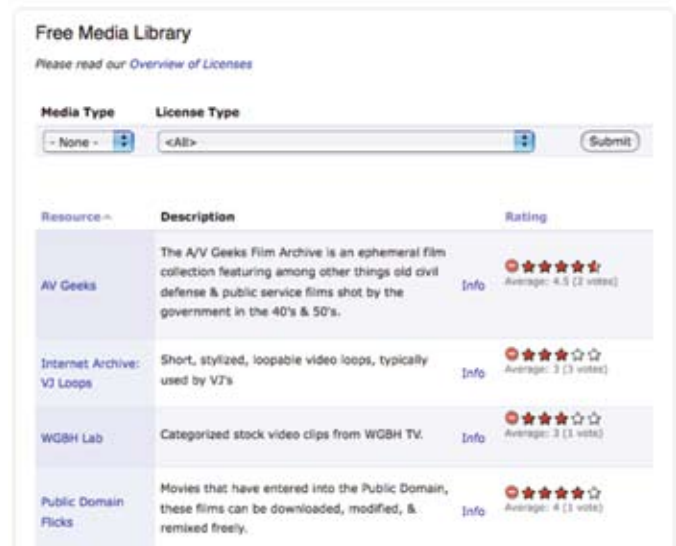 Free Media Library
Please read our Overview of Licenses
Media Type License Type
- None - <All> Submit
Resource Description Rating
The A/V Geeks Film Archive is an ephemeral film
collection featuring among other things old civil
defense & public service films shot by the
government in the 40's & 50's.
AV Geeks
Info
Average: 4.5 (2 votes)
Internet Archive:
VJ Loops
Short, stylized, loopable video loops, typically
used by VJ's
Info
Average: 3 (3 votes)
WGBH Lab
Categorized stock video clips from WGBH TV.
Info
Average: 3 (1 vote)
Public Domain
Flicks
Movies that have entered into the Public Domain,
these films can be downloaded, modified, &
remixed freely.
Info
Average: 4 (1 vote)